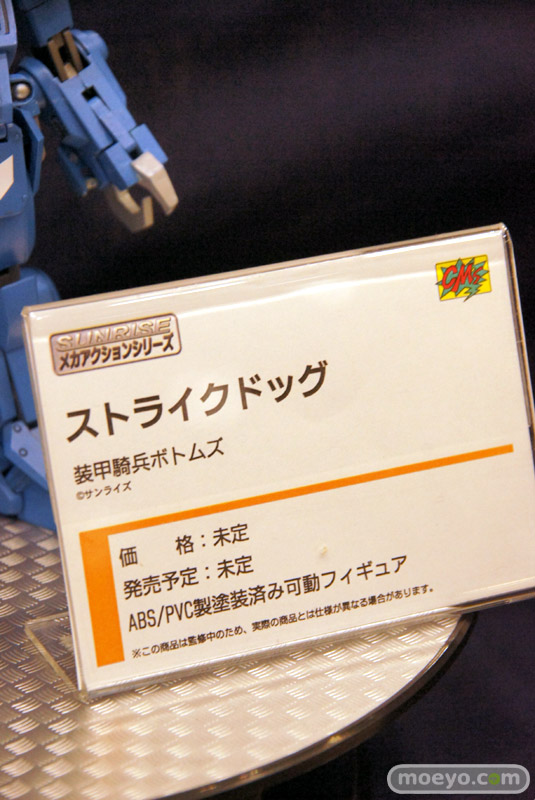 CM's
SUNRISE
メカアクションシリーズ
ストライクドッグ
装甲騎兵ボトムズ
©サンライズ
価　格：未定
発売予定：未定
ABS/PVC製塗装済み可動フィギュア
※この商品は監修中のため、実際の商品とは仕様が異なる場合があります。
moeyo.com